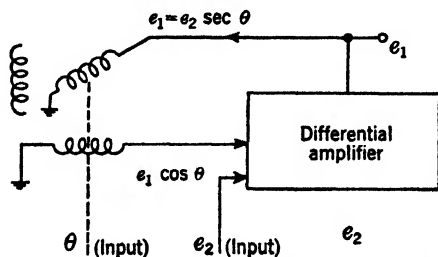 e₁ = e₂ sec θ
e₁
Differential
amplifier
e₁ cos θ
θ (Input)
e₂ (Input)
e₂